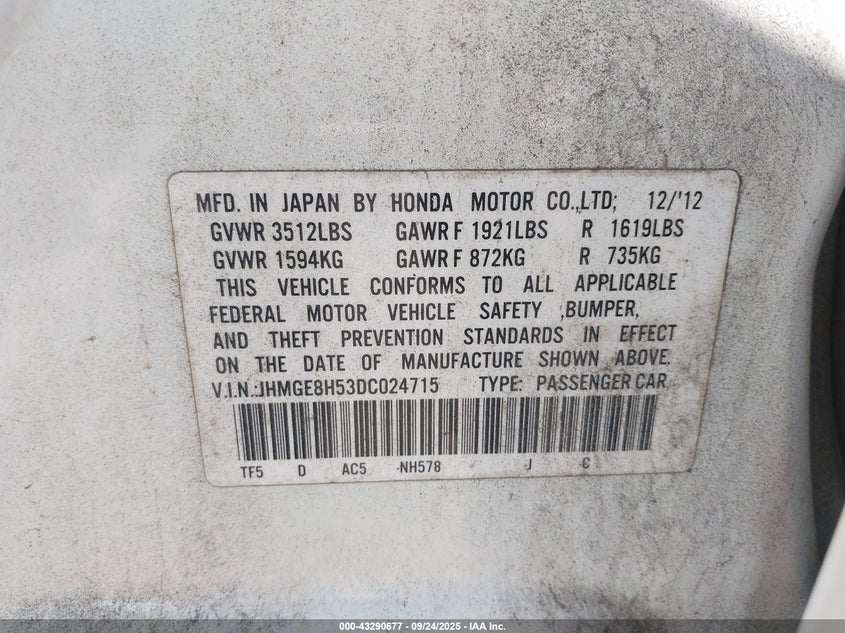 MFD. IN JAPAN BY HONDA MOTOR CO.,LTD; 12/'12
GVWR 3512LBS GAWR F 1921LBS R 1619LBS
GVWR 1594KG GAWR F 872KG R 735KG
THIS VEHICLE CONFORMS TO ALL APPLICABLE
FEDERAL MOTOR VEHICLE SAFETY ,BUMPER,
AND THEFT PREVENTION STANDARDS IN EFFECT
ON THE DATE OF MANUFACTURE SHOWN ABOVE.
V.I.N.:JHMGE8H53DC024715 TYPE: PASSENGER CAR
TF5 D AC5 -NH578 J C
000-43290677 - 09/24/2025 - IAA Inc.